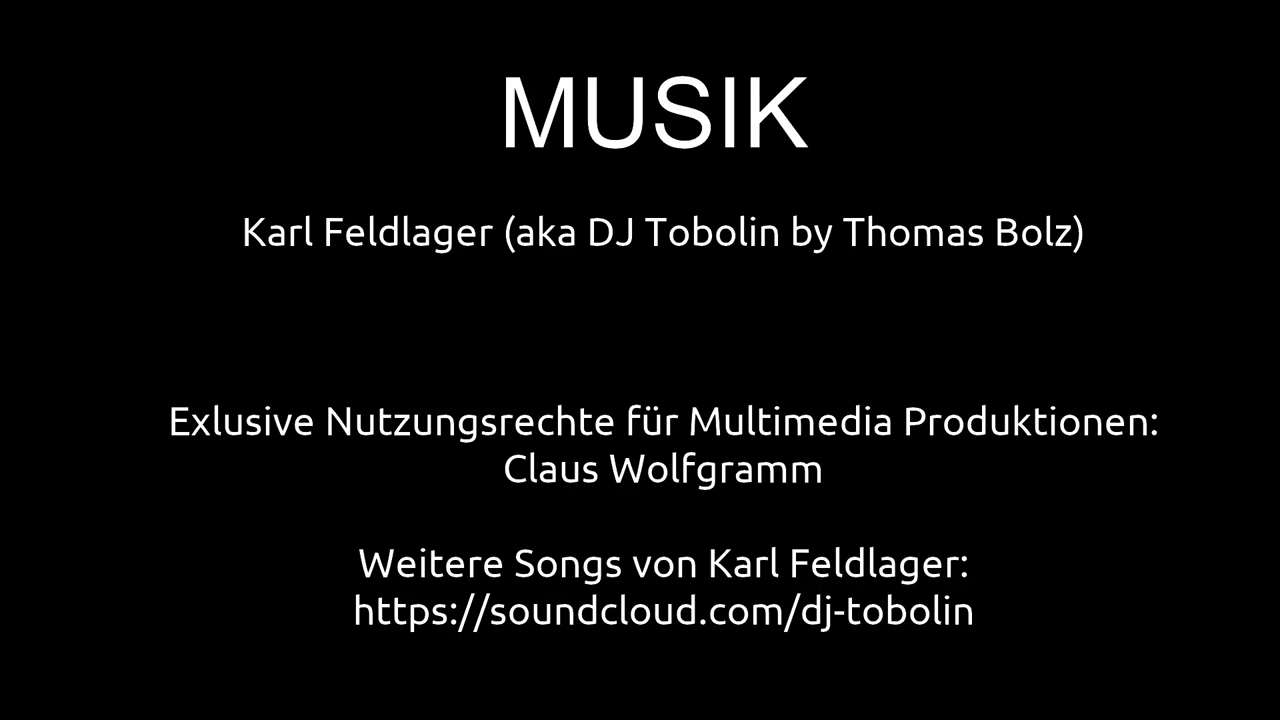 MUSIK
Karl Feldlager (aka DJ Tobolin by Thomas Bolz)
Exlusive Nutzungsrechte für Multimedia Produktionen:
Claus Wolfgramm
Weitere Songs von Karl Feldlager:
https://soundcloud.com/dj-tobolin